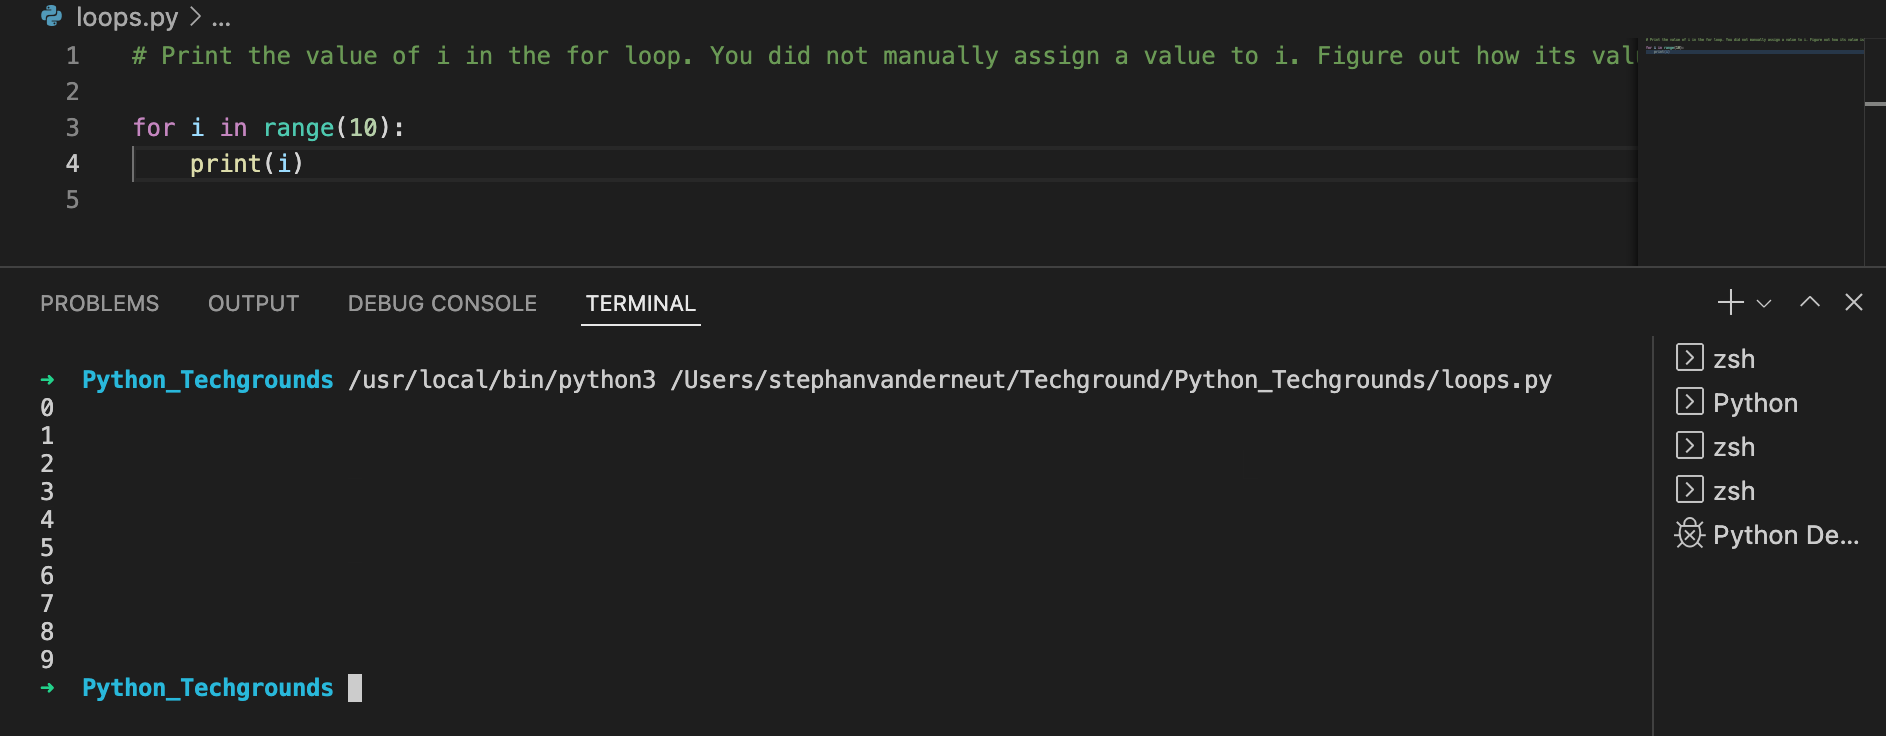 loops.py > ...
1 # Print the value of i in the for loop. You did not manually assign a value to i. Figure out how its
2
3 for i in range(10):
4     print(i)
5
PROBLEMS OUTPUT DEBUG CONSOLE TERMINAL
➜ Python_Techgrounds /usr/local/bin/python3 /Users/stephanvanderneut/Techground/Python_Techgrounds/loops.py
0
1
2
3
4
5
6
7
8
9
➜ Python_Techgrounds
zsh
Python
zsh
zsh
Python De...